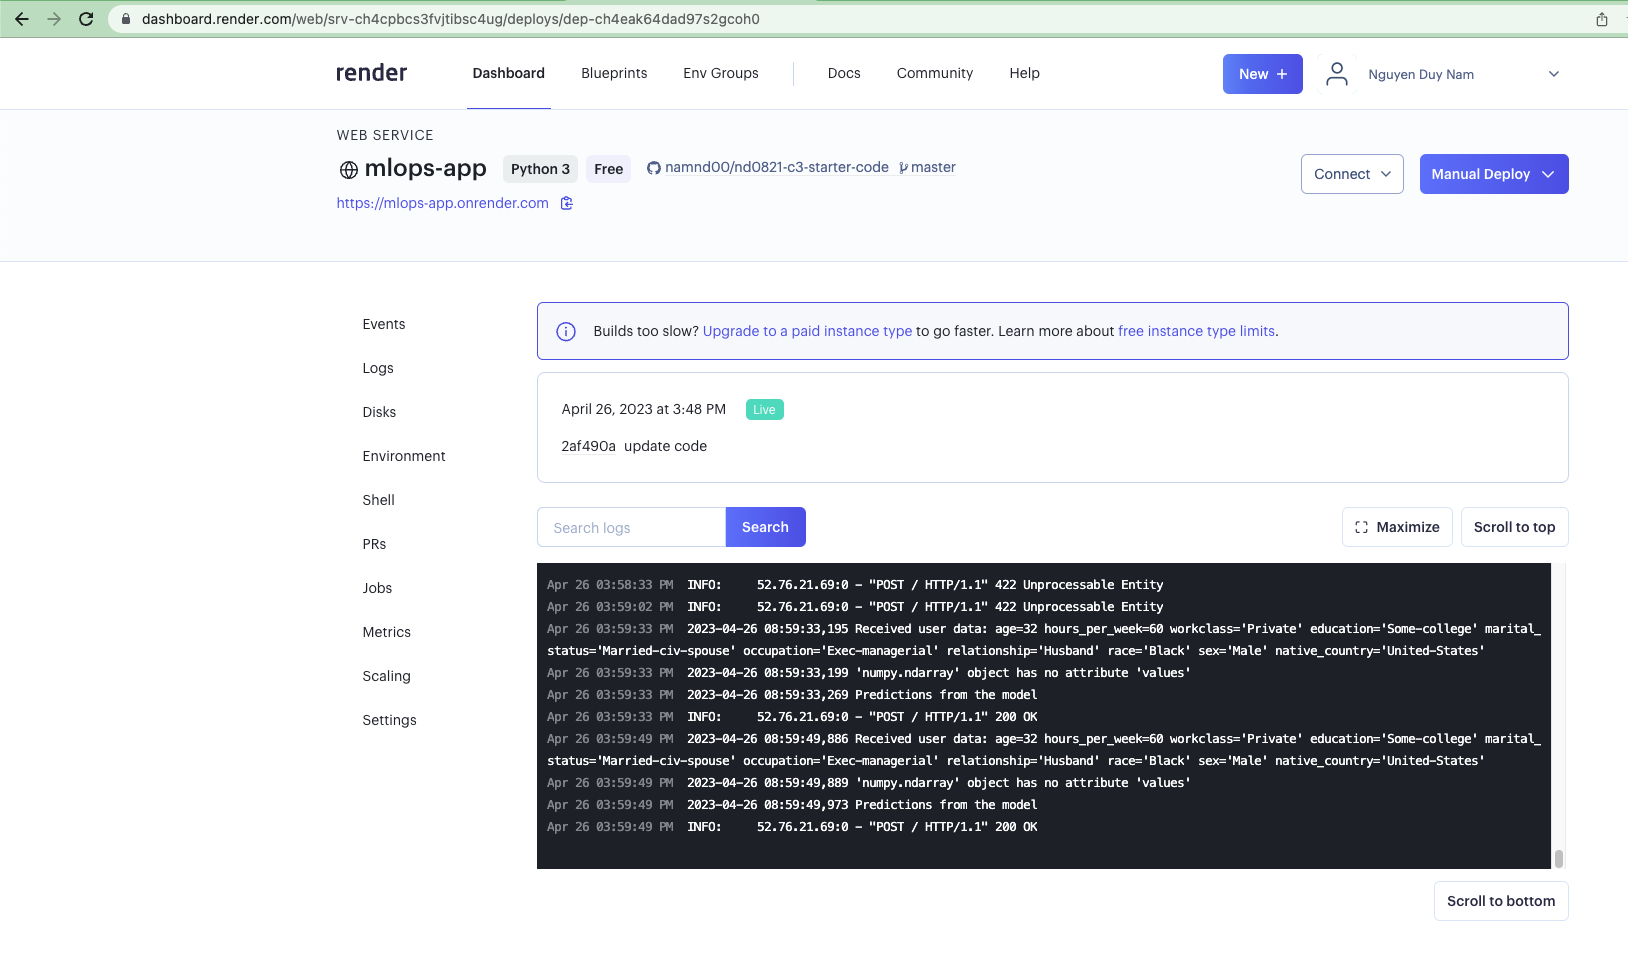 dashboard.render.com/web/srv-ch4cpbcs3fvjtibsc4ug/deploys/dep-ch4eak64dad97s2gcoh0
render Dashboard Blueprints Env Groups Docs Community Help New + Nguyen Duy Nam
WEB SERVICE
mlops-app Python 3 Free namnd00/nd0821-c3-starter-code master
Connect Manual Deploy
https://mlops-app.onrender.com
Events
Logs
Disks
Environment
Shell
PRs
Jobs
Metrics
Scaling
Settings
Builds too slow? Upgrade to a paid instance type to go faster. Learn more about free instance type limits.
April 26, 2023 at 3:48 PM Live
2af490a update code
Search logs Search Maximize Scroll to top
Apr 26 03:58:33 PM INFO: 52.76.21.69:0 - "POST / HTTP/1.1" 422 Unprocessable Entity
Apr 26 03:59:02 PM INFO: 52.76.21.69:0 - "POST / HTTP/1.1" 422 Unprocessable Entity
Apr 26 03:59:33 PM 2023-04-26 08:59:33,195 Received user data: age=32 hours_per_week=60 workclass='Private' education='Some-college' marital_
status='Married-civ-spouse' occupation='Exec-managerial' relationship='Husband' race='Black' sex='Male' native_country='United-States'
Apr 26 03:59:33 PM 2023-04-26 08:59:33,199 'numpy.ndarray' object has no attribute 'values'
Apr 26 03:59:33 PM 2023-04-26 08:59:33,269 Predictions from the model
Apr 26 03:59:33 PM INFO: 52.76.21.69:0 - "POST / HTTP/1.1" 200 OK
Apr 26 03:59:49 PM 2023-04-26 08:59:49,886 Received user data: age=32 hours_per_week=60 workclass='Private' education='Some-college' marital_
status='Married-civ-spouse' occupation='Exec-managerial' relationship='Husband' race='Black' sex='Male' native_country='United-States'
Apr 26 03:59:49 PM 2023-04-26 08:59:49,889 'numpy.ndarray' object has no attribute 'values'
Apr 26 03:59:49 PM 2023-04-26 08:59:49,973 Predictions from the model
Apr 26 03:59:49 PM INFO: 52.76.21.69:0 - "POST / HTTP/1.1" 200 OK
Scroll to bottom